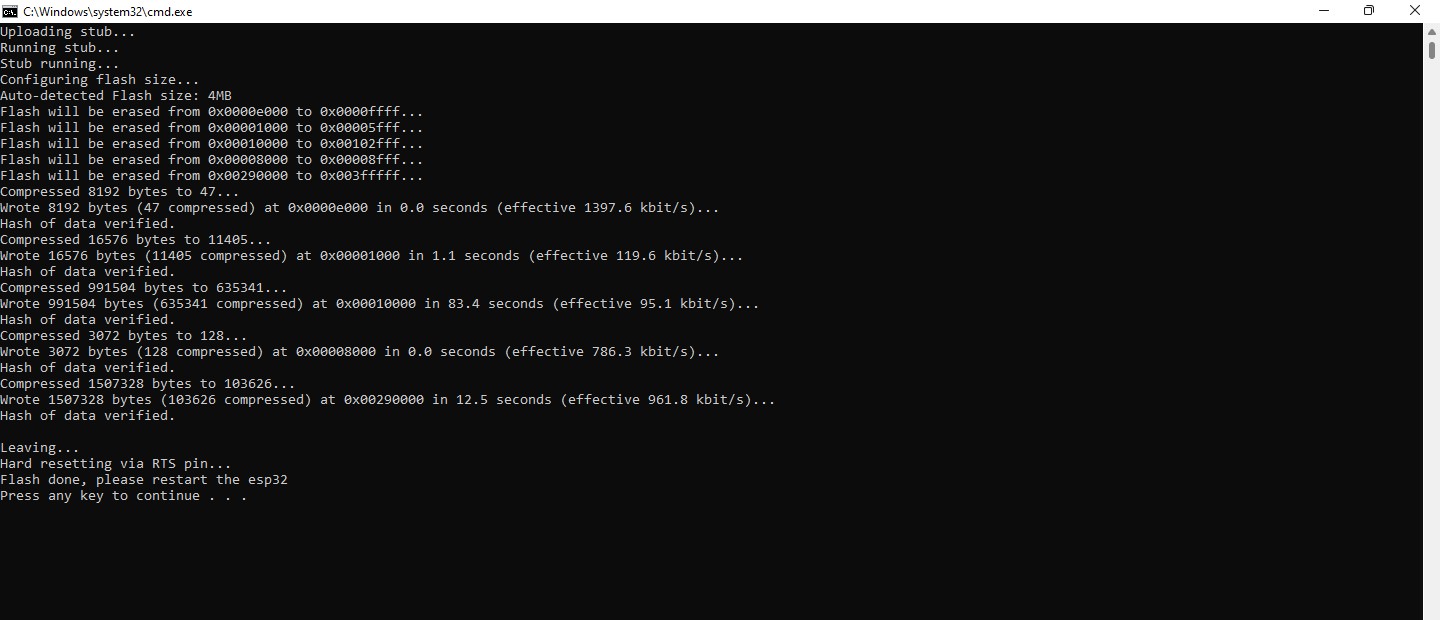 C:\Windows\system32\cmd.exe
Uploading stub...
Running stub...
Stub running...
Configuring flash size...
Auto-detected Flash size: 4MB
Flash will be erased from 0x0000e000 to 0x0000ffff...
Flash will be erased from 0x00001000 to 0x00005fff...
Flash will be erased from 0x00010000 to 0x00102fff...
Flash will be erased from 0x00008000 to 0x00008fff...
Flash will be erased from 0x00290000 to 0x003fffff...
Compressed 8192 bytes to 47...
Wrote 8192 bytes (47 compressed) at 0x0000e000 in 0.0 seconds (effective 1397.6 kbit/s)...
Hash of data verified.
Compressed 16576 bytes to 11405...
Wrote 16576 bytes (11405 compressed) at 0x00001000 in 1.1 seconds (effective 119.6 kbit/s)...
Hash of data verified.
Compressed 991504 bytes to 635341...
Wrote 991504 bytes (635341 compressed) at 0x00010000 in 83.4 seconds (effective 95.1 kbit/s)...
Hash of data verified.
Compressed 3072 bytes to 128...
Wrote 3072 bytes (128 compressed) at 0x00008000 in 0.0 seconds (effective 786.3 kbit/s)...
Hash of data verified.
Compressed 1507328 bytes to 103626...
Wrote 1507328 bytes (103626 compressed) at 0x00290000 in 12.5 seconds (effective 961.8 kbit/s)...
Hash of data verified.
Leaving...
Hard resetting via RTS pin...
Flash done, please restart the esp32
Press any key to continue . . .